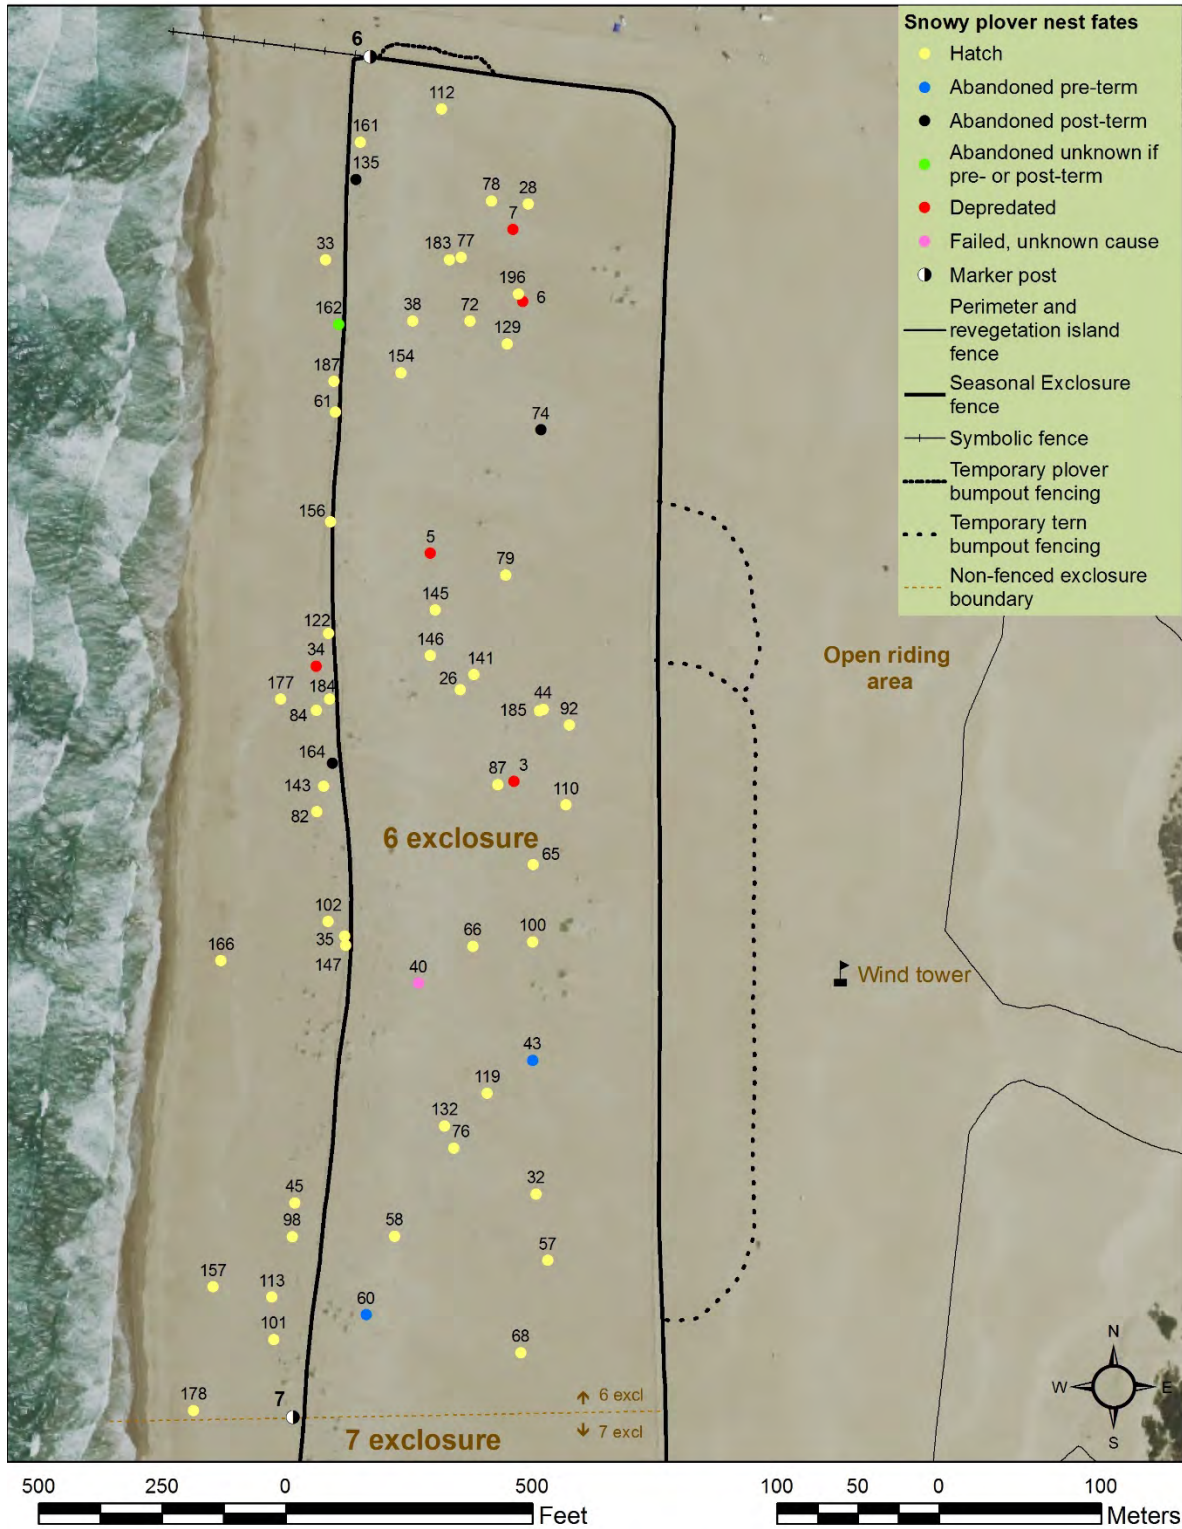 6
112
161
135
78
28
7
33
183
77
196
6
162
38
72
129
187
154
61
74
156
5
79
145
122
146
34
141
26
177
184
44
84
185
92
164
87
3
143
110
82
6 exclosure
65
102
35
66
100
166
147
40
43
119
132
76
32
45
98
58
57
157
113
60
101
68
178
7
6 excl
7 exclosure
7 excl
Open riding
area
Wind tower
Snowy plover nest fates
Hatch
Abandoned pre-term
Abandoned post-term
Abandoned unknown if
pre- or post-term
Depredated
Failed, unknown cause
Marker post
Perimeter and
revegetation island
fence
Seasonal Exclosure
fence
Symbolic fence
Temporary plover
bumpout fencing
Temporary tern
bumpout fencing
Non-fenced exclosure
boundary
N
W
E
S
500 250 0 500
Feet
100 50 0 100
Meters